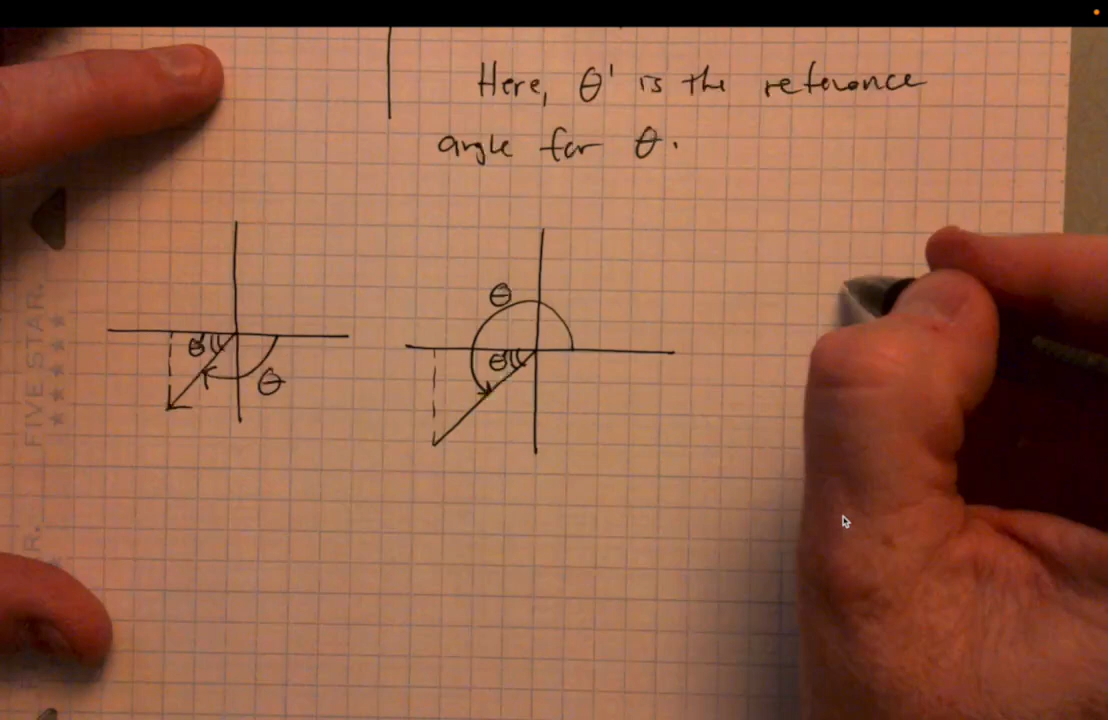 Here, θ' is the reference
angle for θ.
θ
θ'
θ
θ'
FIVE STAR.
R.